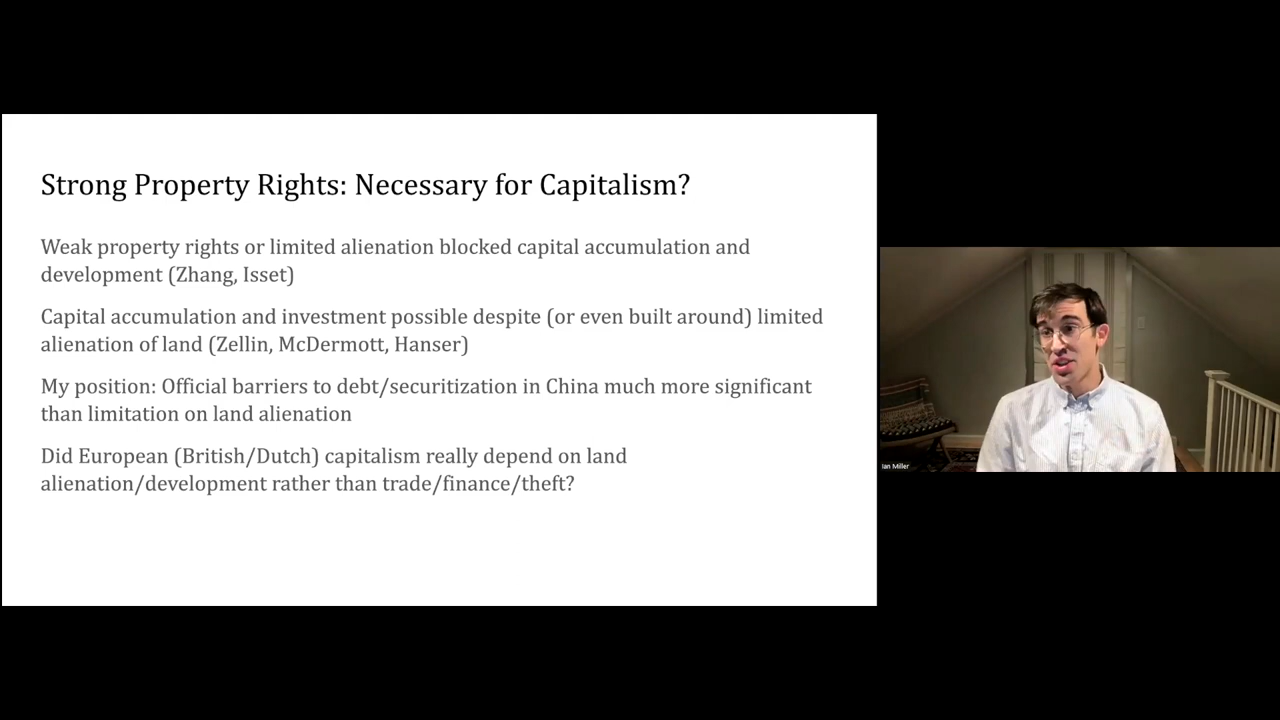 Strong Property Rights: Necessary for Capitalism?
Weak property rights or limited alienation blocked capital accumulation and
development (Zhang, Isset)
Capital accumulation and investment possible despite (or even built around) limited
alienation of land (Zellin, McDermott, Hanser)
My position: Official barriers to debt/securitization in China much more significant
than limitation on land alienation
Did European (British/Dutch) capitalism really depend on land
alienation/development rather than trade/finance/theft?
Ian Miller